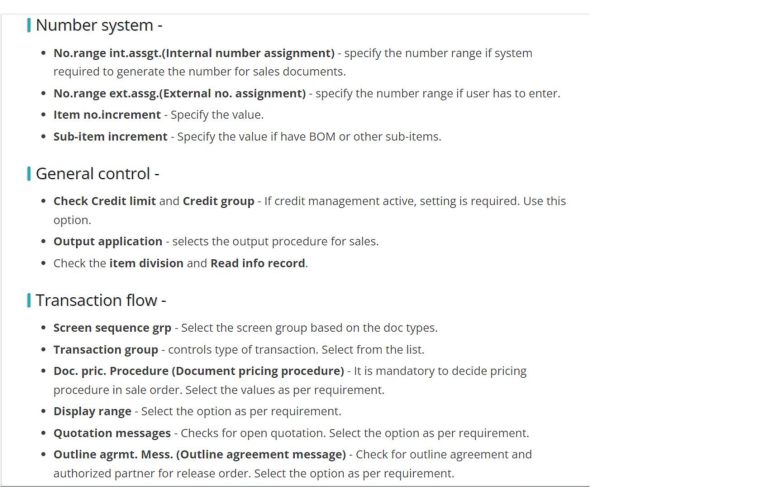 Number system -
• No.range int.assgt.(Internal number assignment) - specify the number range if system
required to generate the number for sales documents.
• No.range ext.assg.(External no. assignment) - specify the number range if user has to enter.
• Item no.increment - Specify the value.
• Sub-item increment - Specify the value if have BOM or other sub-items.
General control -
• Check Credit limit and Credit group - If credit management active, setting is required. Use this
option.
• Output application - selects the output procedure for sales.
• Check the item division and Read info record.
Transaction flow -
• Screen sequence grp - Select the screen group based on the doc types.
• Transaction group - controls type of transaction. Select from the list.
• Doc. pric. Procedure (Document pricing procedure) - It is mandatory to decide pricing
procedure in sale order. Select the values as per requirement.
• Display range - Select the option as per requirement.
• Quotation messages - Checks for open quotation. Select the option as per requirement.
• Outline agrmt. Mess. (Outline agreement message) - Check for outline agreement and
authorized partner for release order. Select the option as per requirement.